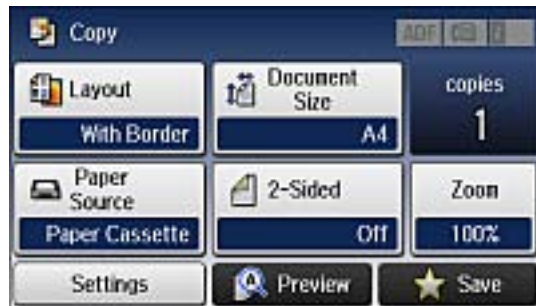 Copy
ADF
Layout
With Border
Document
Size
A4
copies
1
Paper
Source
Paper Cassette
2-Sided
Off
Zoom
100%
Settings
Preview
Save